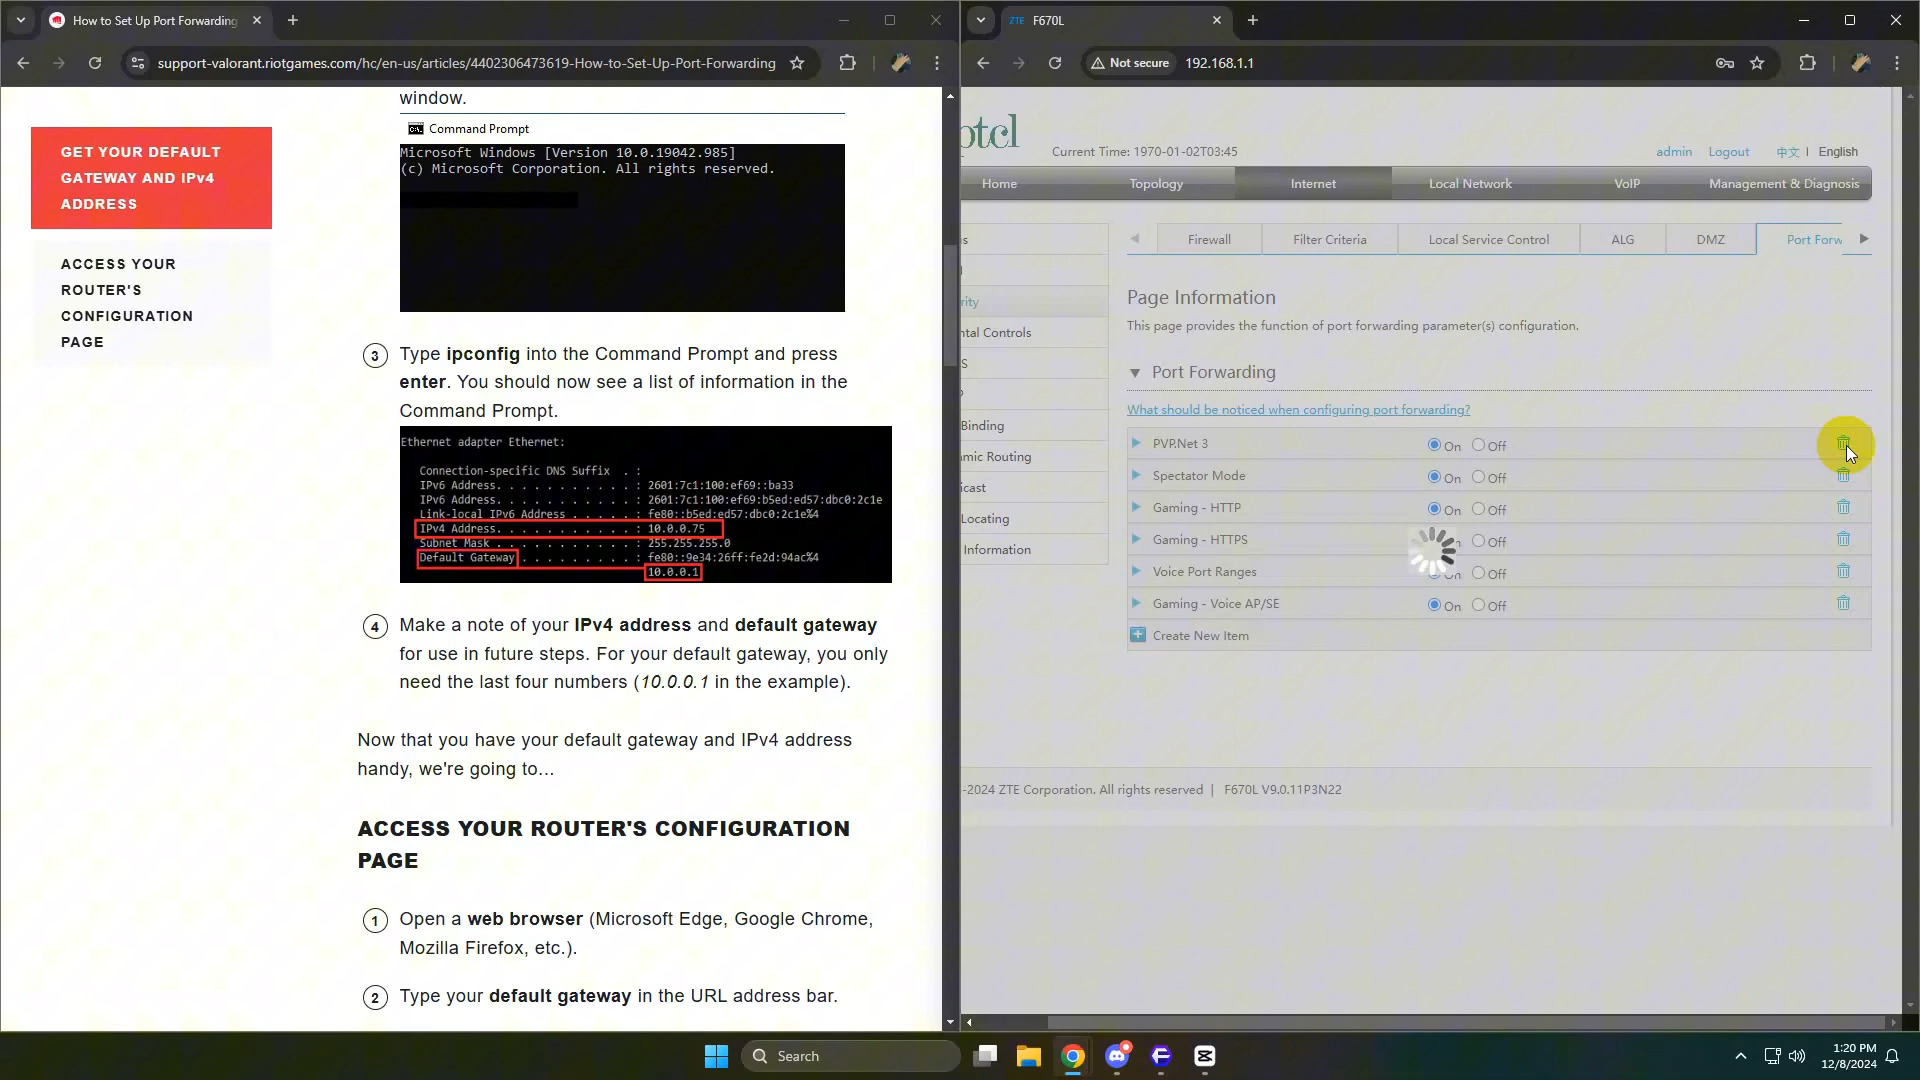 How to Set Up Port Forwarding
support-valorant.riotgames.com/hc/en-us/articles/4402306473619-How-to-Set-Up-Port-Forwarding
GET YOUR DEFAULT
GATEWAY AND IPv4
ADDRESS
ACCESS YOUR
ROUTER'S
CONFIGURATION
PAGE
window.
Command Prompt
Microsoft Windows [Version 10.0.19042.985]
(c) Microsoft Corporation. All rights reserved.
3 Type ipconfig into the Command Prompt and press
enter. You should now see a list of information in the
Command Prompt.
Ethernet adapter Ethernet:
Connection-specific DNS Suffix . :
IPv6 Address. . . . . . . . . . . : 2601:7c1:100:ef69::ba33
IPv6 Address. . . . . . . . . . . : 2601:7c1:100:ef69:b5ed:ed57:dbc0:2c1e
Link-local IPv6 Address . . . . . : fe80::b5ed:ed57:dbc0:2c1e%4
IPv4 Address. . . . . . . . . . . : 10.0.0.75
Subnet Mask . . . . . . . . . . . : 255.255.255.0
Default Gateway . . . . . . . . . : fe80::9e34:26ff:fe2d:94ac%4
10.0.0.1
4 Make a note of your IPv4 address and default gateway
for use in future steps. For your default gateway, you only
need the last four numbers (10.0.0.1 in the example).
Now that you have your default gateway and IPv4 address
handy, we're going to...
ACCESS YOUR ROUTER'S CONFIGURATION
PAGE
1 Open a web browser (Microsoft Edge, Google Chrome,
Mozilla Firefox, etc.).
2 Type your default gateway in the URL address bar.
ZTE F670L
Not secure 192.168.1.1
ptcl
Current Time: 1970-01-02T03:45
admin Logout 中文 | English
Home Topology Internet Local Network VoIP Management & Diagnosis
Firewall Filter Criteria Local Service Control ALG DMZ Port Forw
s
rity
ntal Controls
S
Binding
mic Routing
cast
Locating
Information
Page Information
This page provides the function of port forwarding parameter(s) configuration.
Port Forwarding
What should be noticed when configuring port forwarding?
PVP.Net 3 On Off
Spectator Mode On Off
Gaming - HTTP On Off
Gaming - HTTPS Off
Voice Port Ranges On Off
Gaming - Voice AP/SE On Off
Create New Item
-2024 ZTE Corporation. All rights reserved | F670L V9.0.11P3N22
Search
1:20 PM
12/8/2024